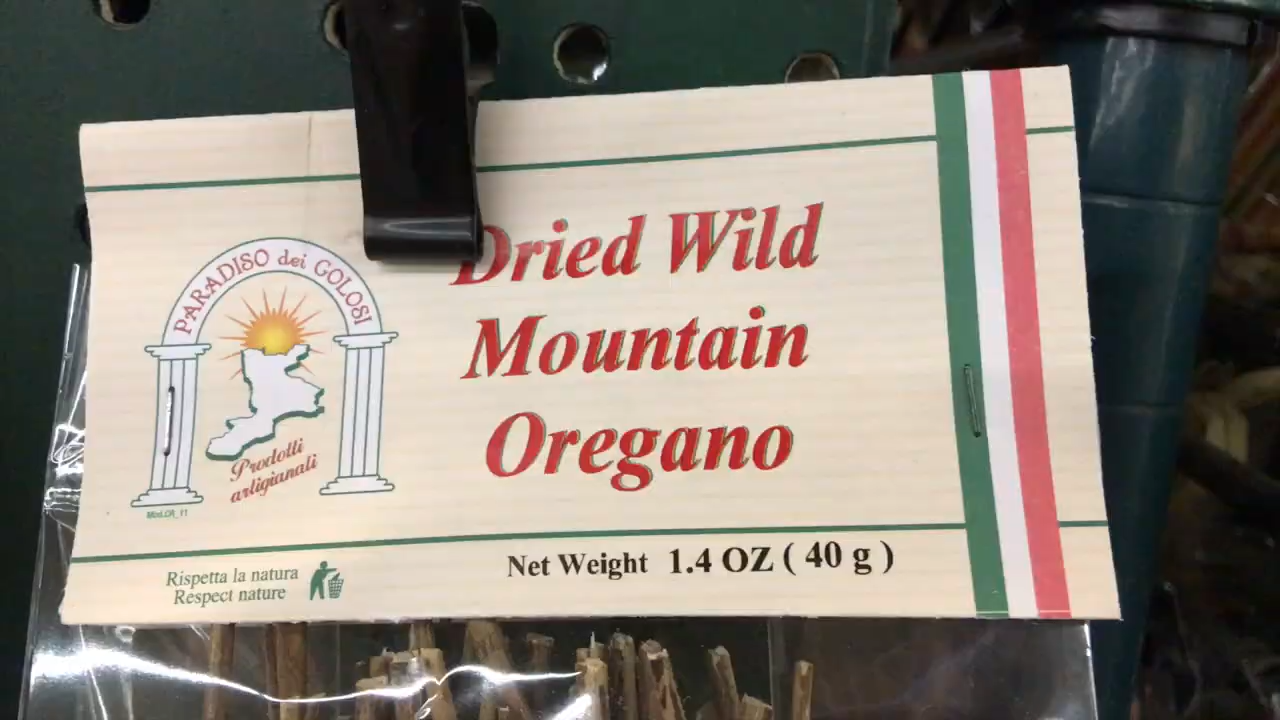 PARADISO dei GOLOSI
Prodotti
artigianali
Dried Wild
Mountain
Oregano
Net Weight 1.4 OZ ( 40 g )
Rispetta la natura
Respect nature